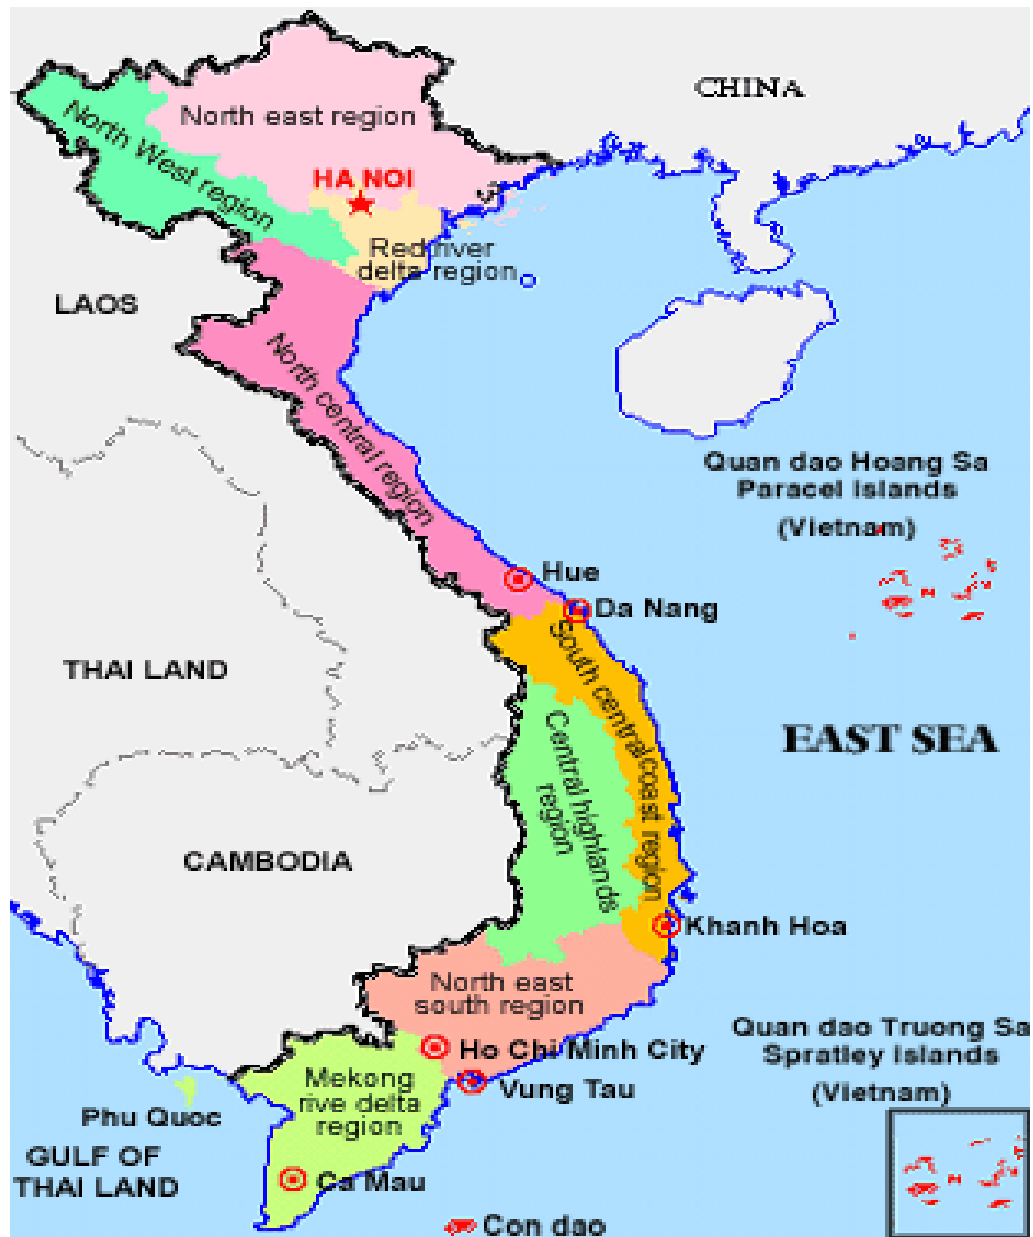 CHINA
North east region
North West region
HA NOI
Red river
delta region
LAOS
North central region
Quan dao Hoang Sa
Paracel Islands
(Vietnam)
Hue
Da Nang
South central coast region
THAI LAND
Central highlands
region
EAST SEA
CAMBODIA
Khanh Hoa
North east
south region
Quan dao Truong Sa
Spratley Islands
(Vietnam)
Ho Chi Minh City
Vung Tau
Mekong
rive delta
region
Phu Quoc
GULF OF
THAI LAND
Ca Mau
Con dao